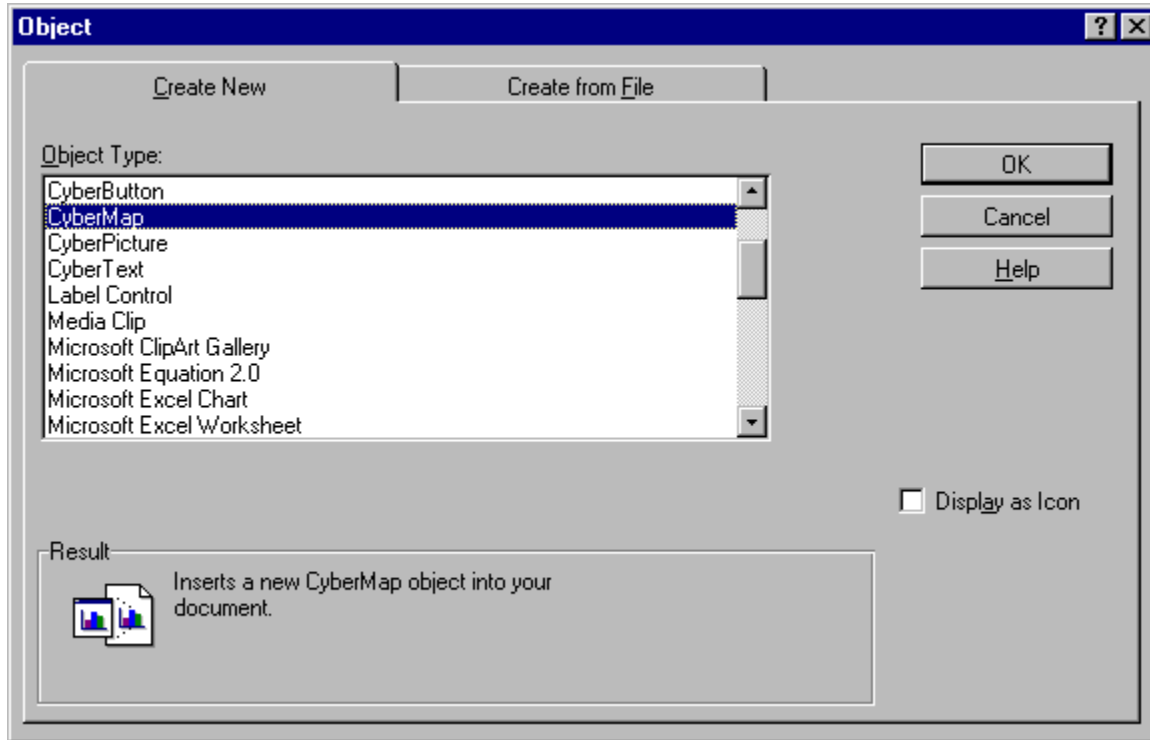 Object
Create New
Create from File
Object Type:
CyberButton
CyberMap
CyberPicture
CyberText
Label Control
Media Clip
Microsoft ClipArt Gallery
Microsoft Equation 2.0
Microsoft Excel Chart
Microsoft Excel Worksheet
OK
Cancel
Help
Display as Icon
Result
Inserts a new CyberMap object into your
document.